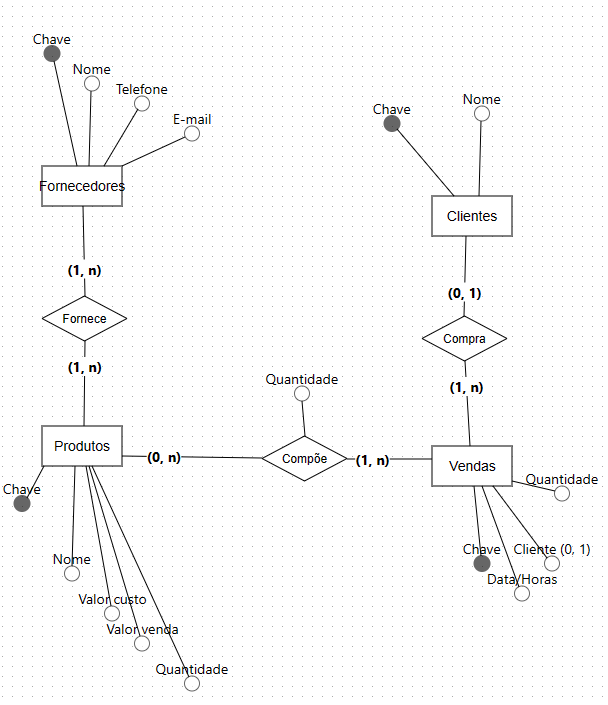 Chave
Nome
Telefone
E-mail
Fornecedores
(1, n)
Fornece
(1, n)
Chave
Nome
Clientes
(0, 1)
Compra
(1, n)
Quantidade
Produtos
(0, n)
Compõe
(1, n)
Vendas
Chave
Nome
Valor custo
Valor venda
Quantidade
Quantidade
Chave
Cliente (0, 1)
Data/Horas